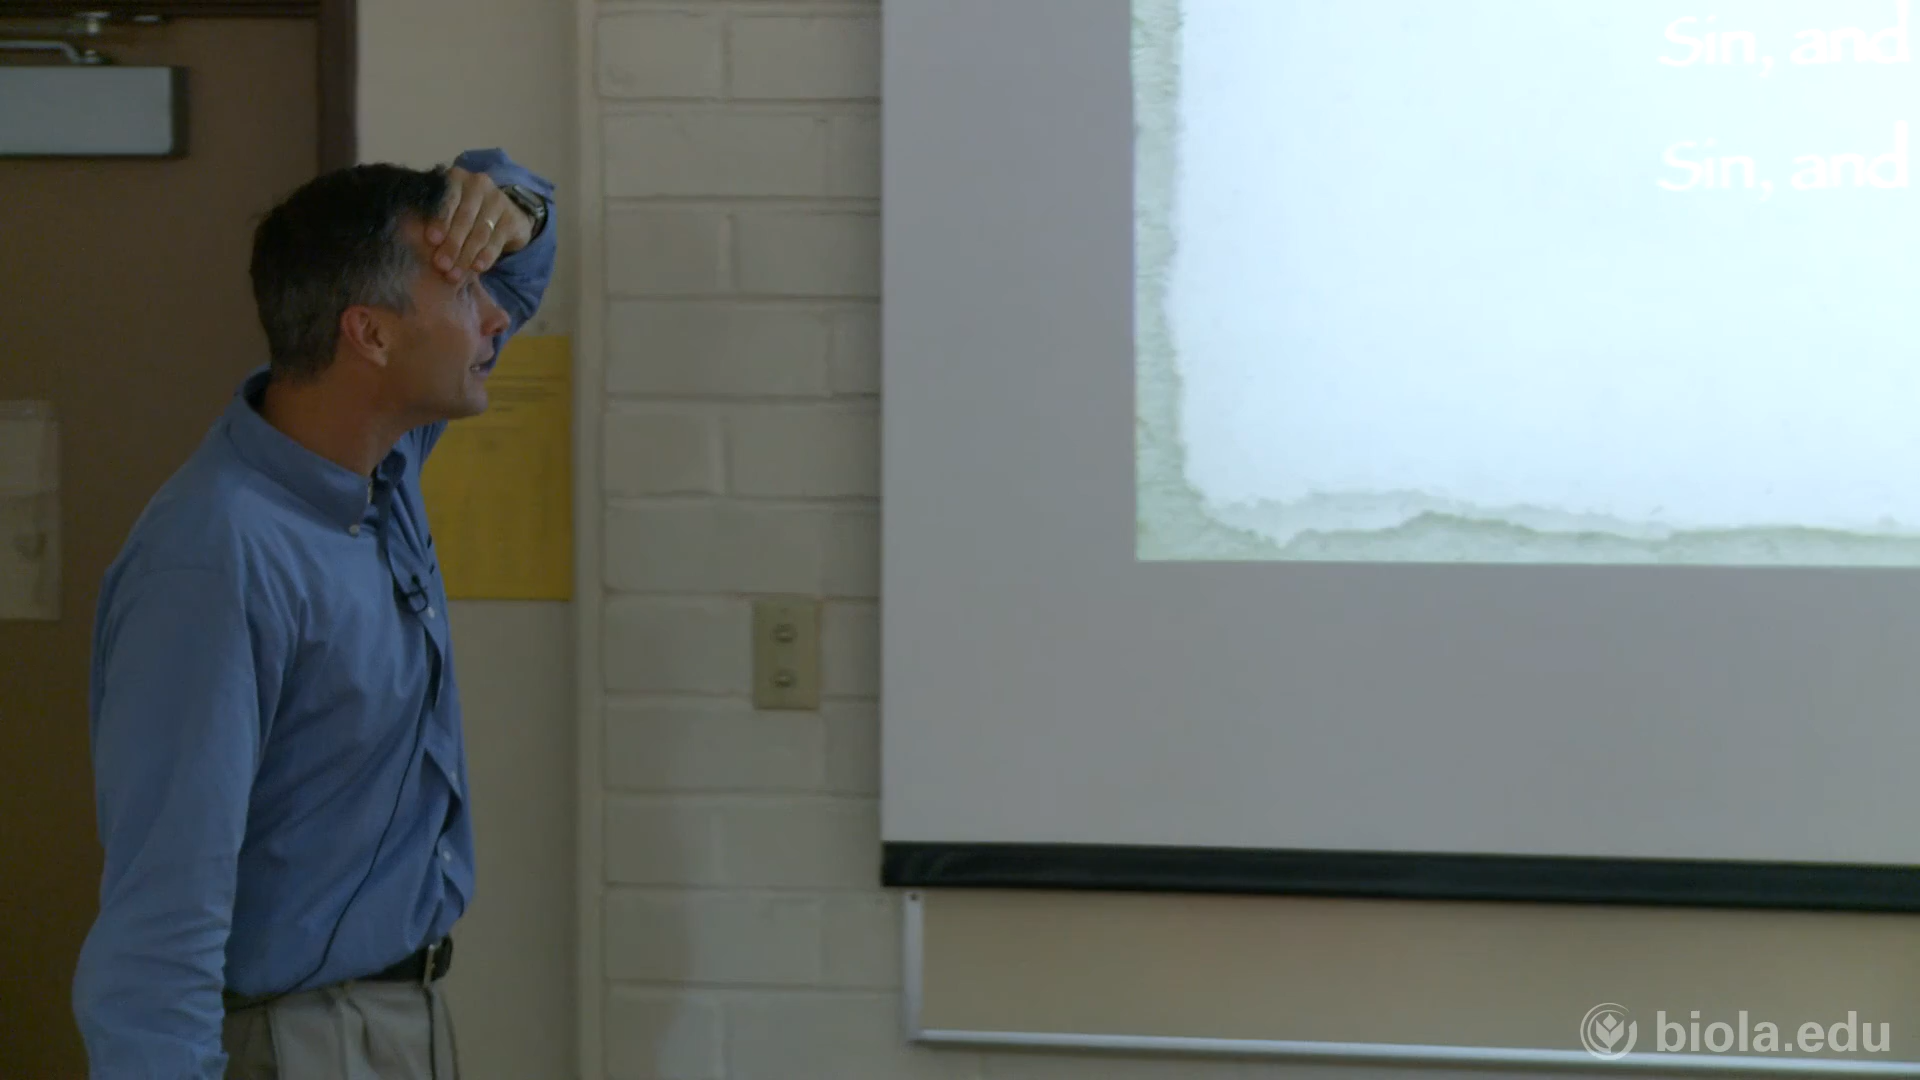 Sin, and
Sin, and
biola.edu